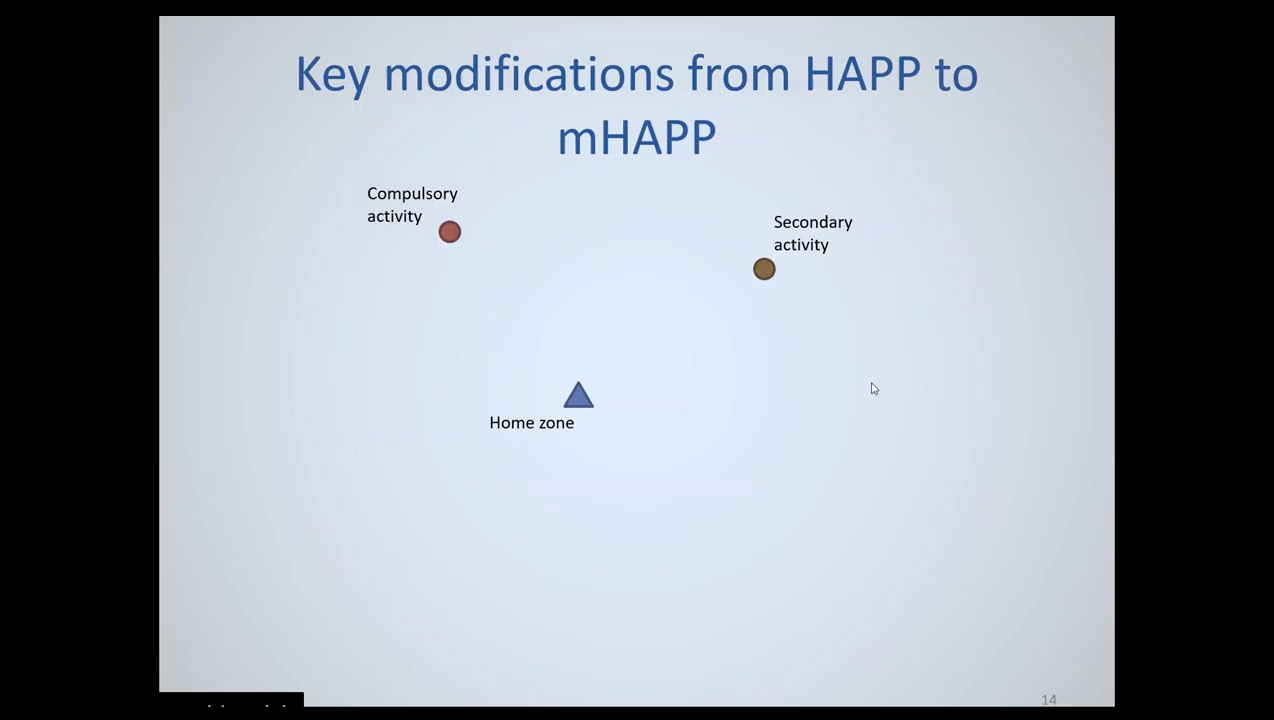 Key modifications from HAPP to
mHAPP
Compulsory
activity
Secondary
activity
Home zone
14